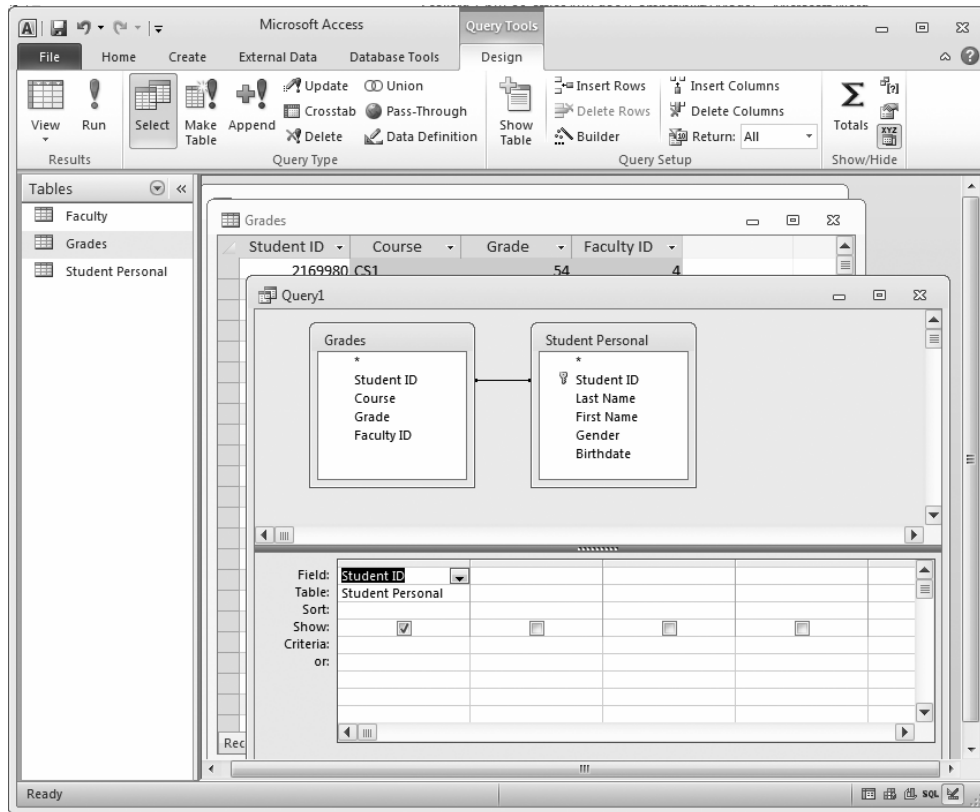 Microsoft Access
Query Tools
File
Home
Create
External Data
Database Tools
Design
View
Run
Select
Make Table
Append
Update
Crosstab
Delete
Union
Pass-Through
Data Definition
Show Table
Insert Rows
Delete Rows
Builder
Insert Columns
Delete Columns
Return: All
Totals
XYZ
Results
Query Type
Query Setup
Show/Hide
Tables
Faculty
Grades
Student Personal
Grades
Student ID Course Grade Faculty ID
2169980 CS1 54 4
Query1
Grades
*
Student ID
Course
Grade
Faculty ID
Student Personal
*
Student ID
Last Name
First Name
Gender
Birthdate
Field: Student ID
Table: Student Personal
Sort:
Show:
Criteria:
or:
Rec
Ready
SQL